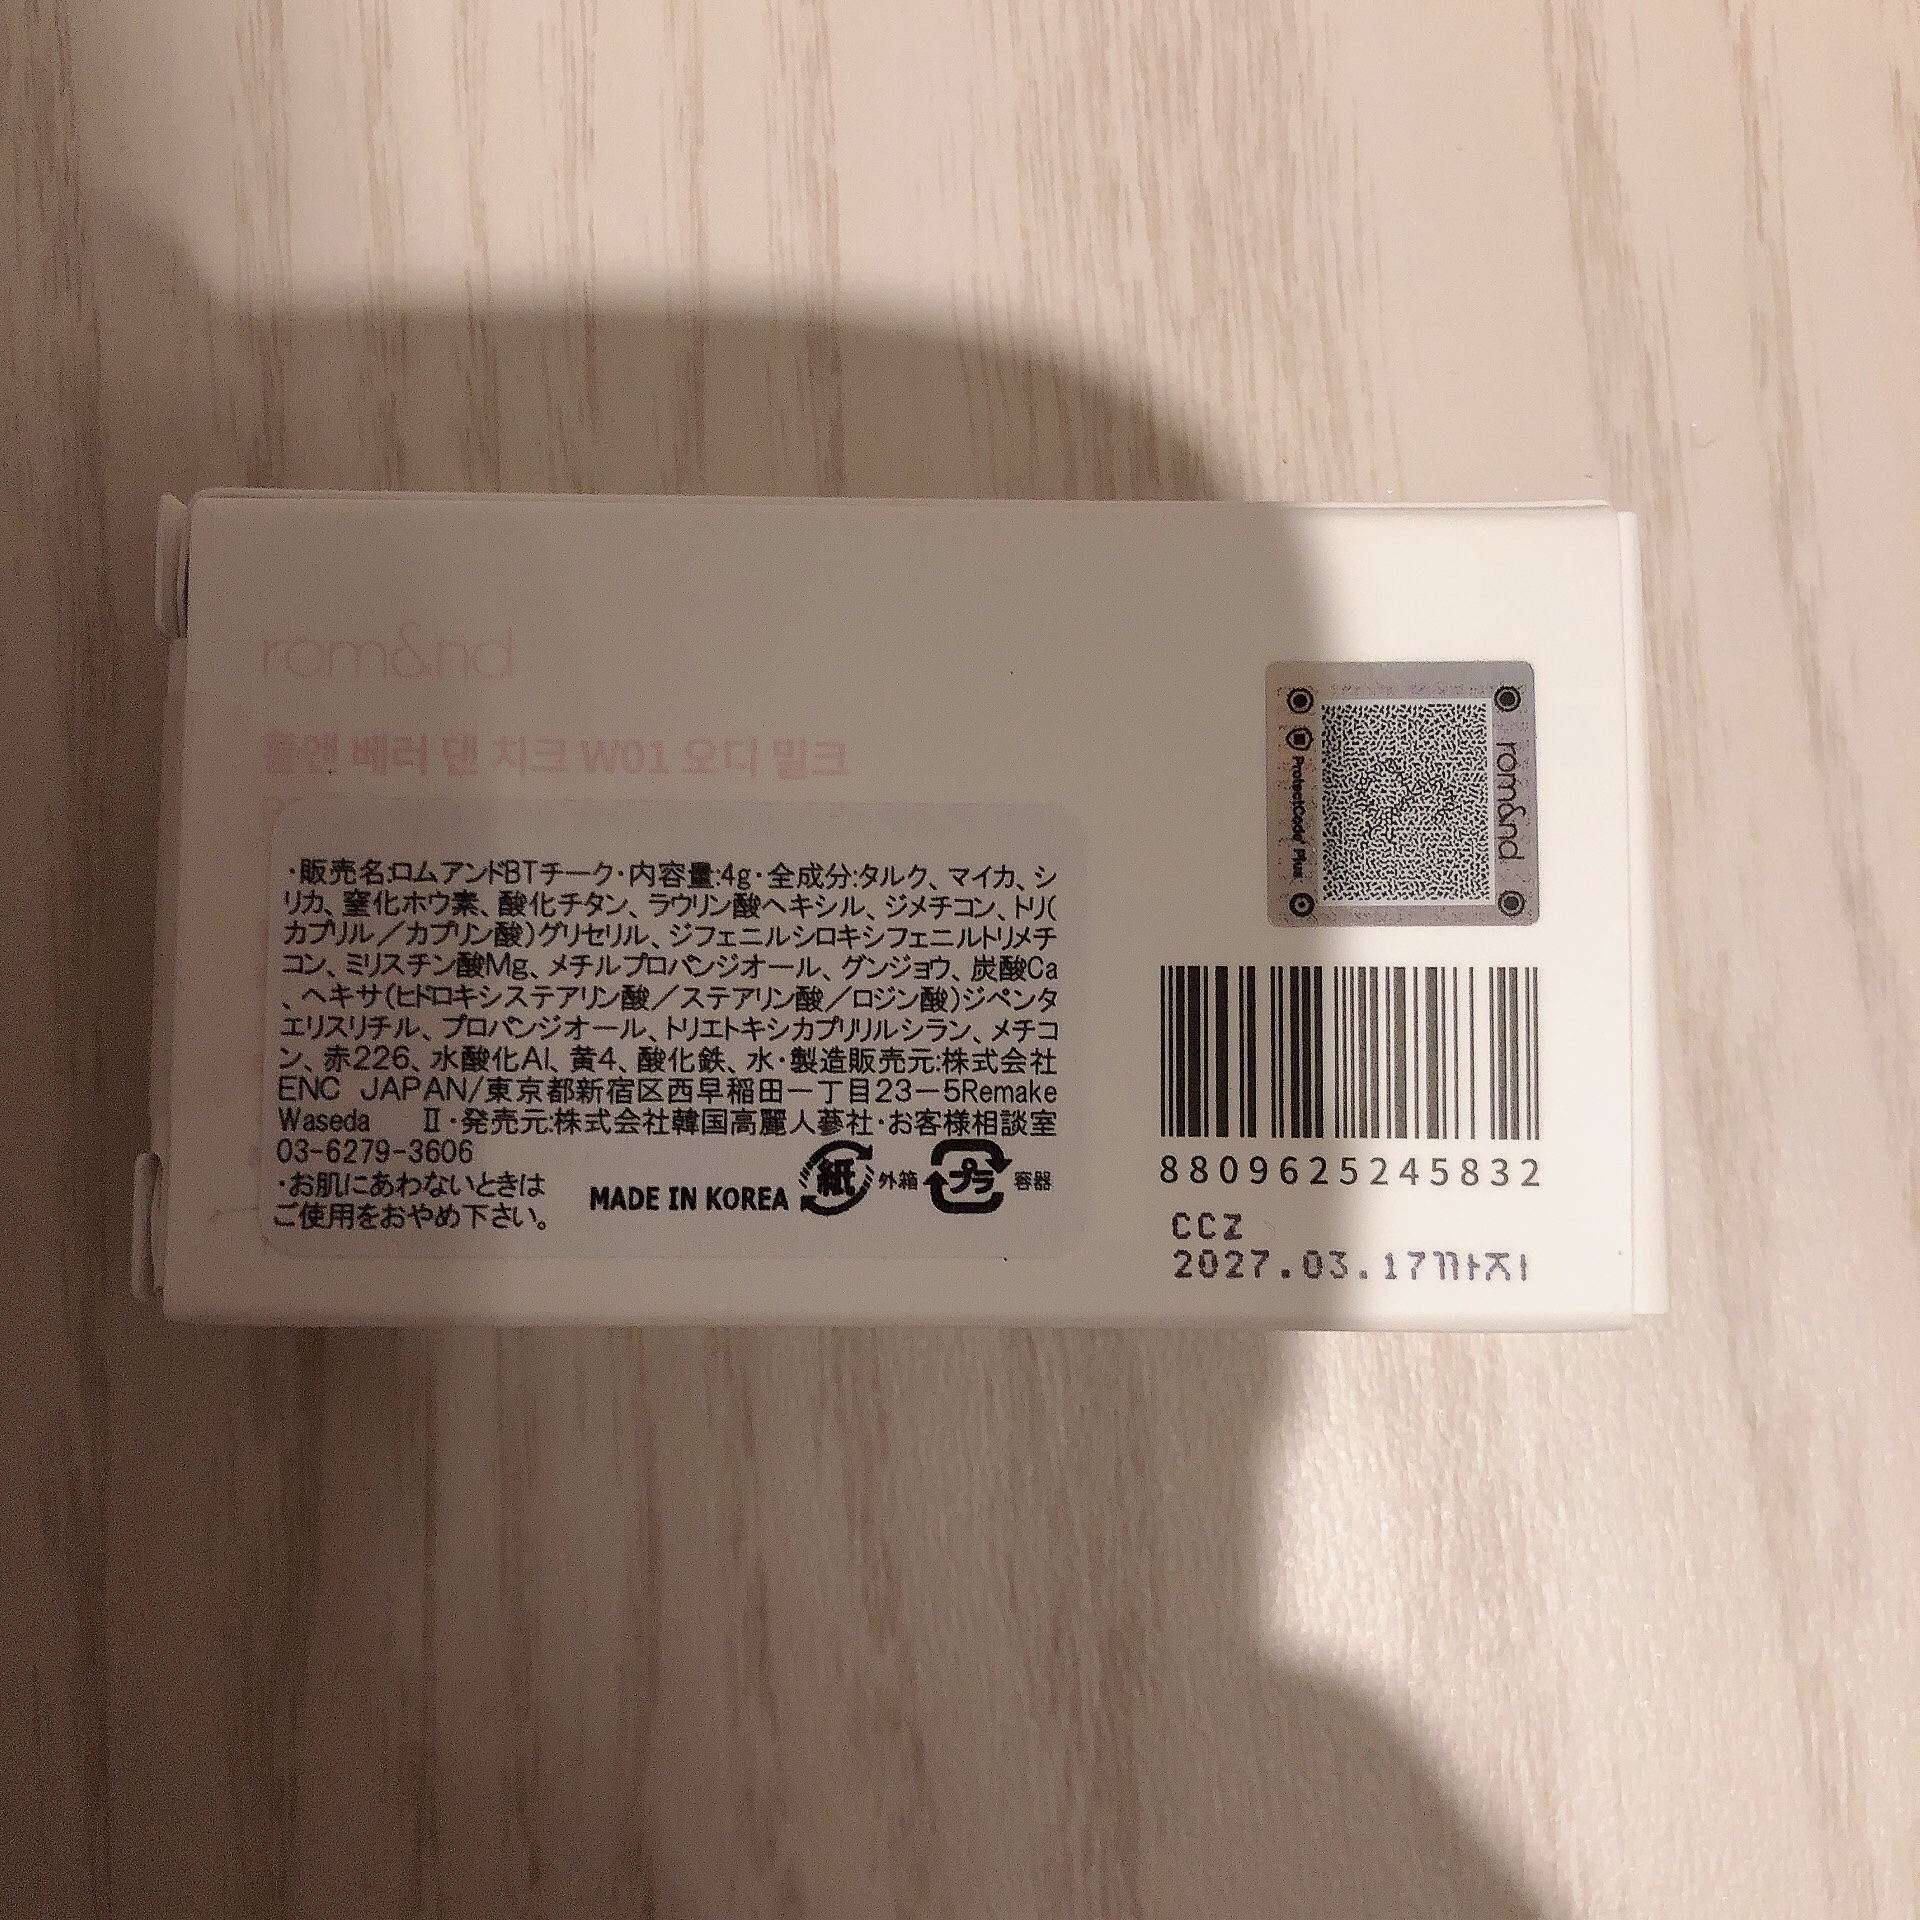 rom&nd
롬앤 베러 댄 치크 W01 오디 밀크
・販売名:ロムアンドBTチーク・内容量:4g・全成分:タルク、マイカ、シ
リカ、窒化ホウ素、酸化チタン、ラウリン酸ヘキシル、ジメチコン、トリ(
カプリル／カプリン酸)グリセリル、ジフェニルシロキシフェニルトリメチ
コン、ミリスチン酸Mg、メチルプロパンジオール、グンジョウ、炭酸Ca
、ヘキサ(ヒドロキシステアリン酸／ステアリン酸／ロジン酸)ジペンタ
エリスリチル、プロパンジオール、トリエトキシカプリリルシラン、メチコ
ン、赤226、水酸化Al、黄4、酸化鉄、水・製造販売元:株式会社
ENC JAPAN/東京都新宿区西早稲田一丁目23－5Remake
Waseda Ⅱ・発売元:株式会社韓国高麗人蔘社・お客様相談室
03-6279-3606
・お肌にあわないときは
ご使用をおやめ下さい。
MADE IN KOREA
紙 外箱
プラ 容器
rom&nd
ProtectCode Plus
8809625245832
CCZ
2027.03.17까지